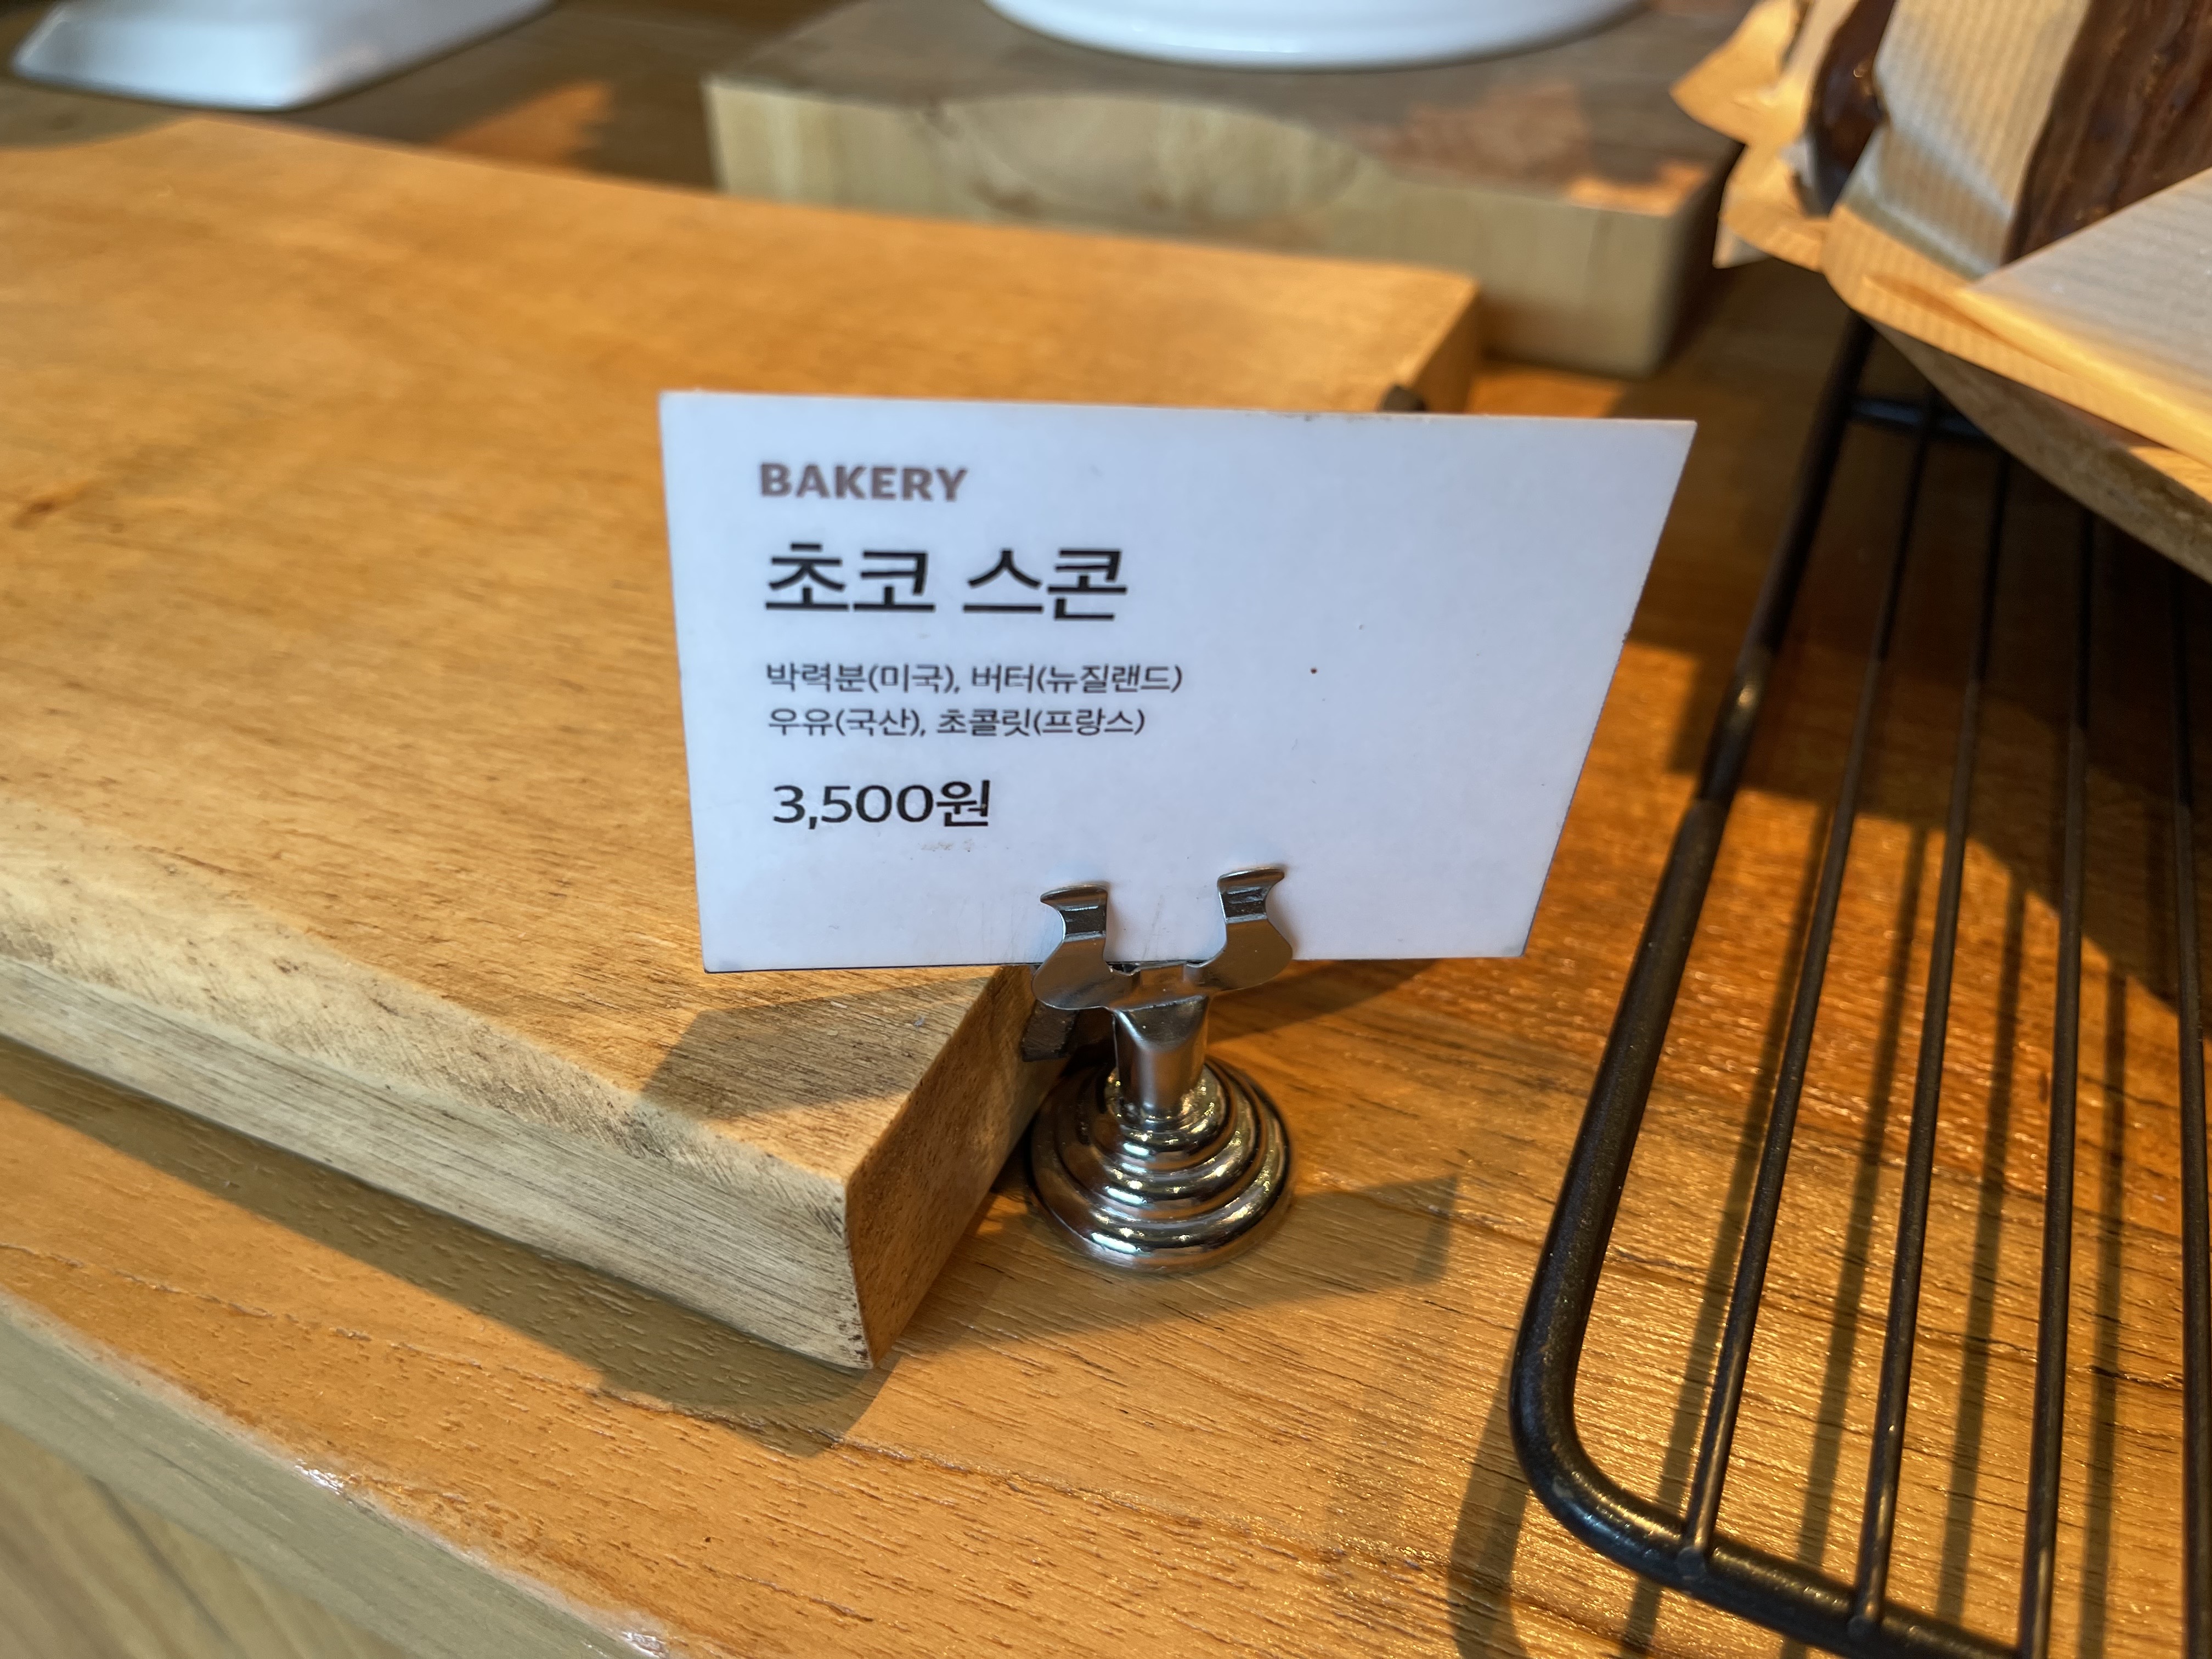 BAKERY
초코 스콘
박력분(미국), 버터(뉴질랜드)
우유(국산), 초콜릿(프랑스)
3,500원